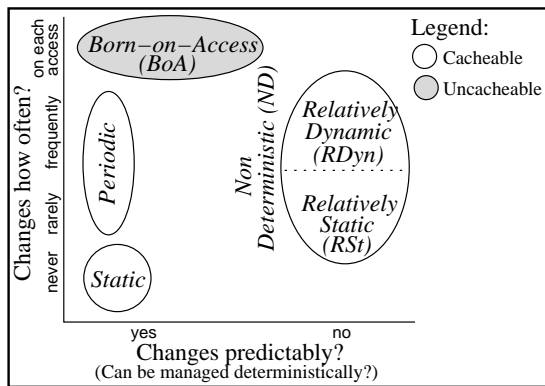 Changes how often?
on each
access
frequently
rarely
never
Born–on–Access
(BoA)
Periodic
Static
Non
Deterministic (ND)
Relatively
Dynamic
(RDyn)
Relatively
Static
(RSt)
Legend:
Cacheable
Uncacheable
yes
no
Changes predictably?
(Can be managed deterministically?)